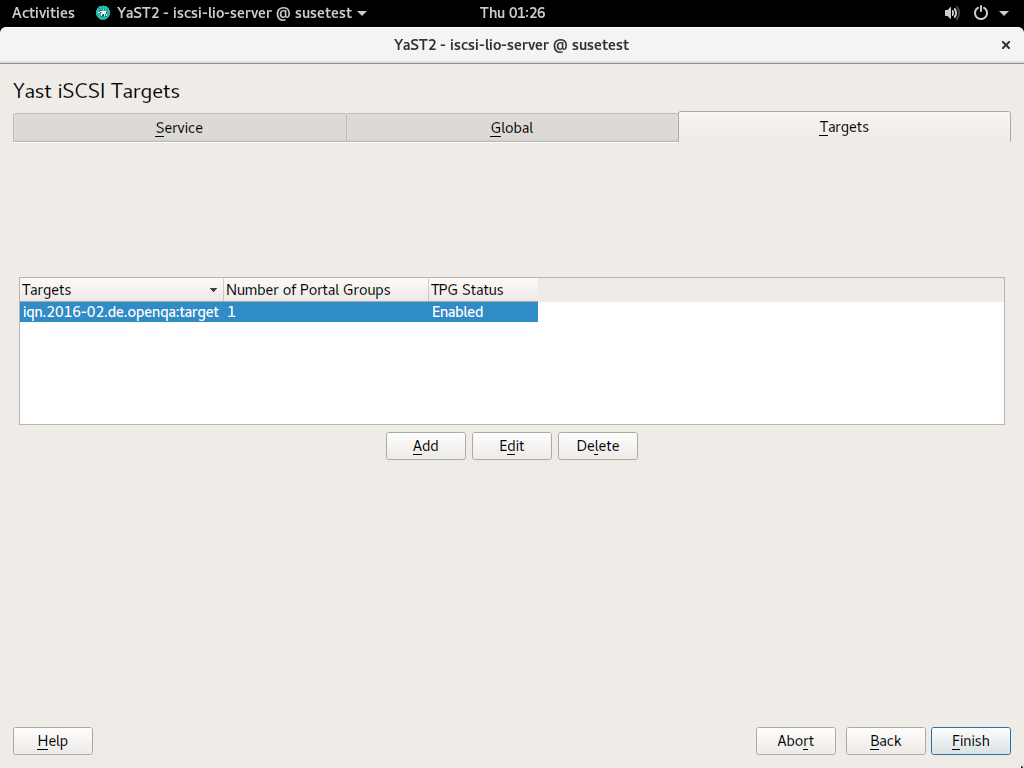 Activities YaST2 - iscsi-lio-server @ susetest Thu 01:26
YaST2 - iscsi-lio-server @ susetest ×
Yast iSCSI Targets
Service Global Targets
Targets Number of Portal Groups TPG Status
iqn.2016-02.de.openqa:target 1 Enabled
Add Edit Delete
Help Abort Back Finish